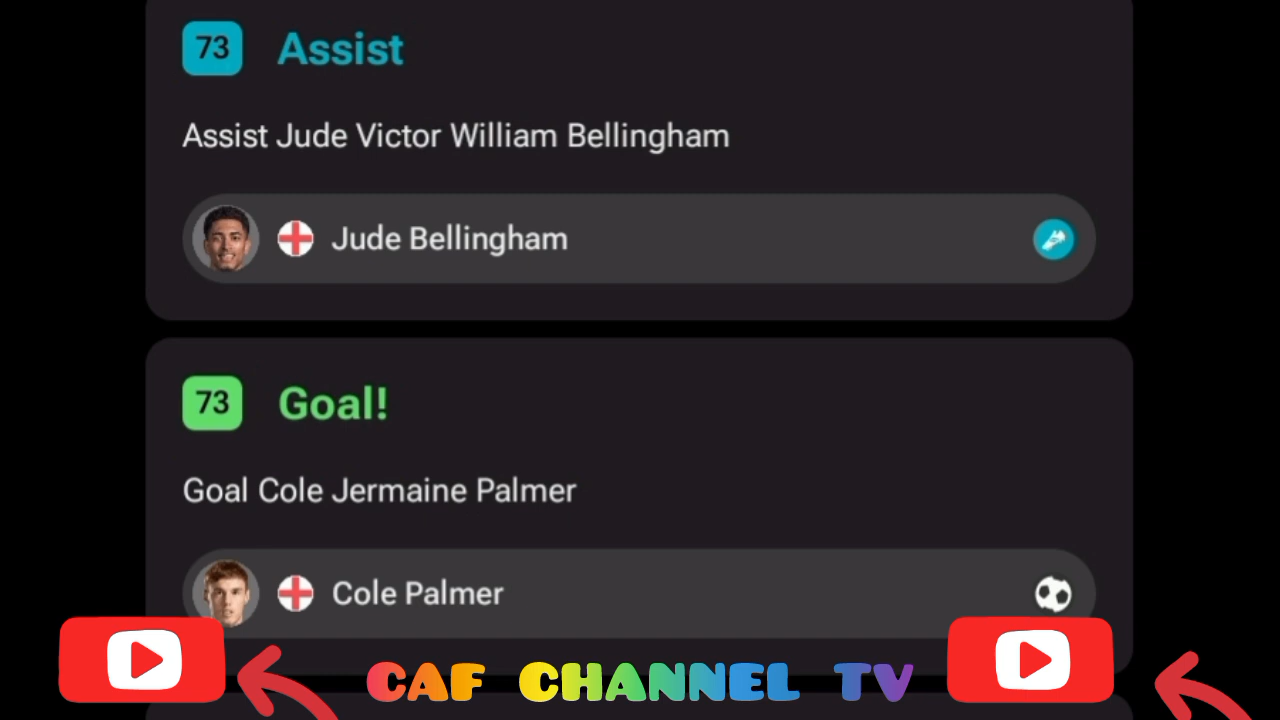 73 Assist
Assist Jude Victor William Bellingham
Jude Bellingham
73 Goal!
Goal Cole Jermaine Palmer
Cole Palmer
CAF CHANNEL TV